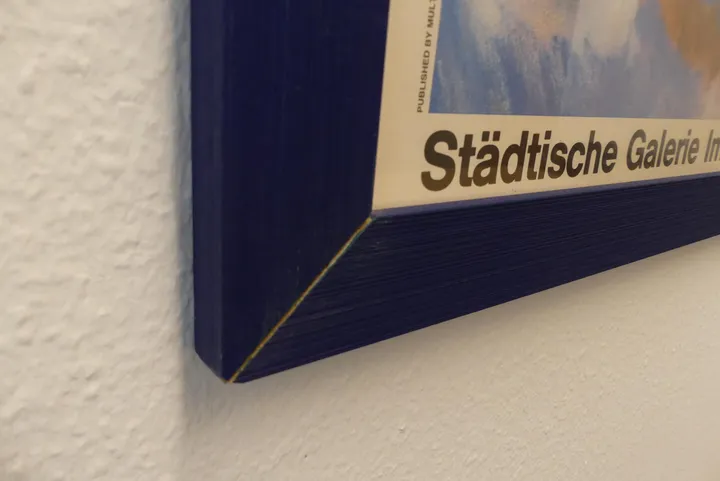 PUBLISHED BY
Städtische Galerie